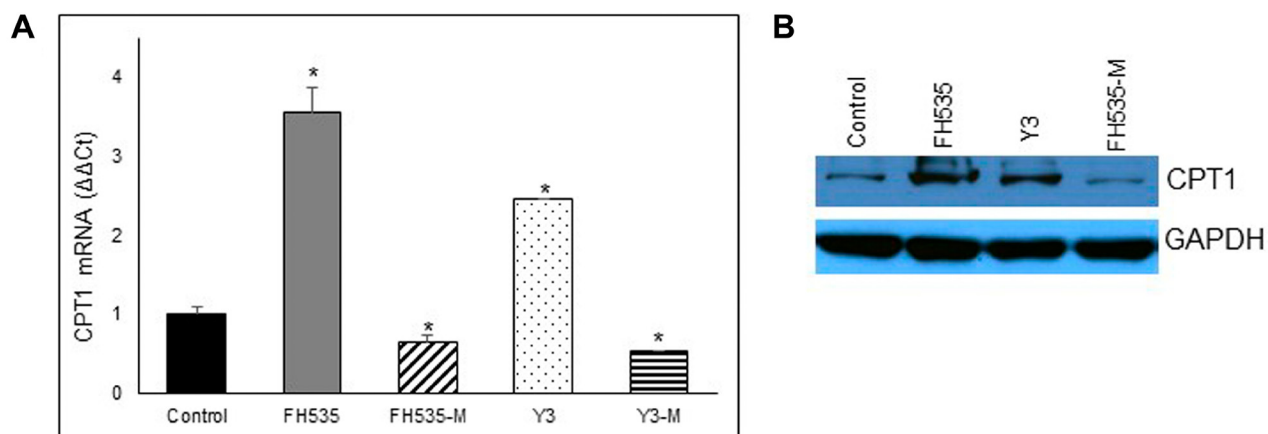 A
CPT1 mRNA (ΔΔCt)
4
3
2
1
0
*
*
*
*
Control FH535 FH535-M Y3 Y3-M
B
Control FH535 Y3 FH535-M
CPT1
GAPDH